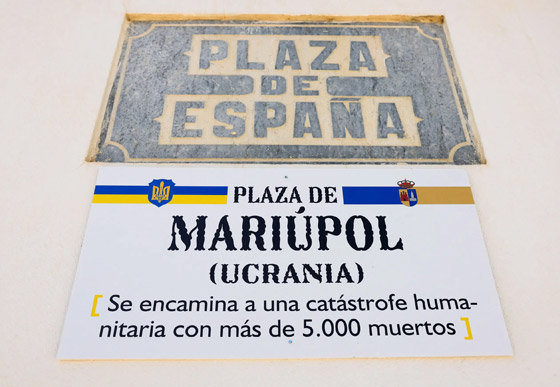 PLAZA
DE
ESPAÑA
PLAZA DE
MARIÚPOL
(UCRANIA)
[ Se encamina a una catástrofe huma-
nitaria con más de 5.000 muertos ]